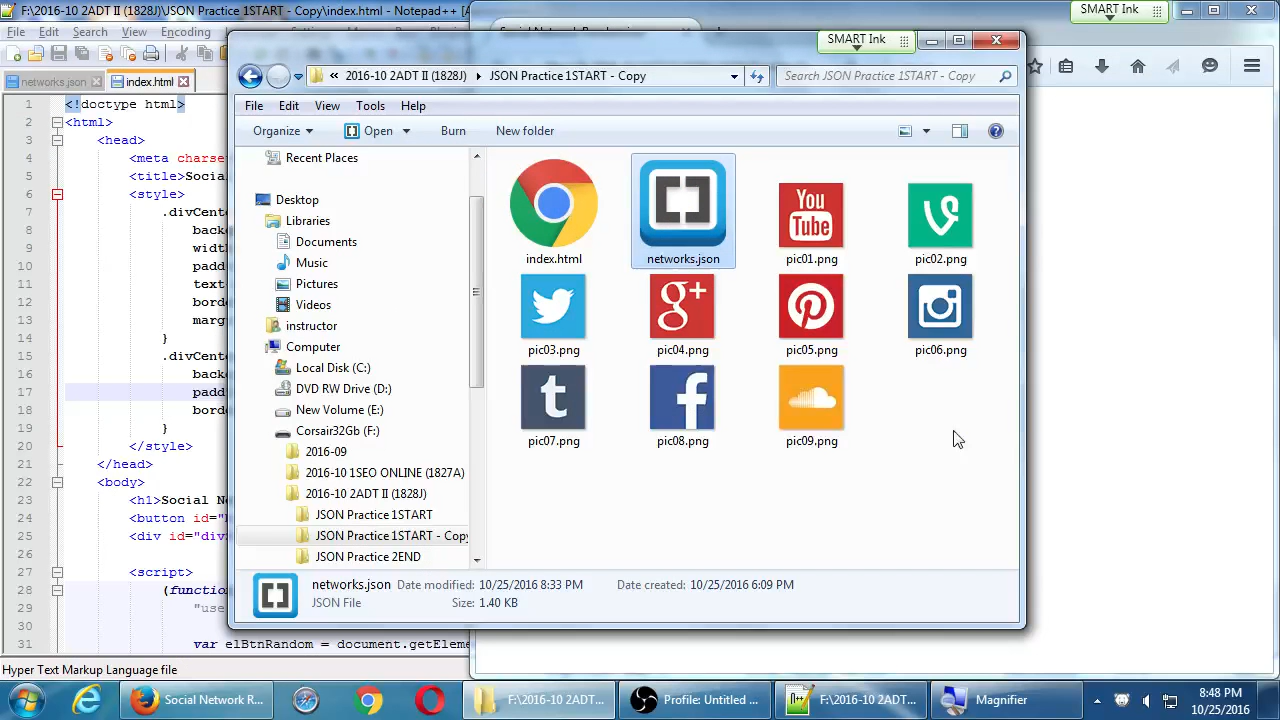 F:\2016-10 2ADT II (1828J)\JSON Practice 1START - Copy\index.html - Notepad++ [A
File Edit Search View Encoding
networks.json
index.html
1 <!doctype html>
2 <html>
3 <head>
4 <meta charse
5 <title>Soci
6 <style>
7 .divCent
8 back
9 widt
10 padd
11 text
12 bord
13 marg
14 }
15 .divCent
16 back
17 padd
18 bord
19 }
20 </style>
21 </head>
22 <body>
23 <h1>Social Ne
24 <button id="
25 <div id="div
26
27 <script>
28 (functio
29 "use
30
31 var elBtnRandom = document.getEleme
Hyper Text Markup Language file
SMART Ink
SMART Ink
2016-10 2ADT II (1828J)
JSON Practice 1START - Copy
Search JSON Practice 1START - Copy
File Edit View Tools Help
Organize Open Burn New folder
Recent Places
Desktop
Libraries
Documents
Music
Pictures
Videos
instructor
Computer
Local Disk (C:)
DVD RW Drive (D:)
New Volume (E:)
Corsair32Gb (F:)
2016-09
2016-10 1SEO ONLINE (1827A)
2016-10 2ADT II (1828J)
JSON Practice 1START
JSON Practice 1START - Copy
JSON Practice 2END
You
Tube
g+
t
f
index.html networks.json pic01.png pic02.png
pic03.png pic04.png pic05.png pic06.png
pic07.png pic08.png pic09.png
networks.json Date modified: 10/25/2016 8:33 PM Date created: 10/25/2016 6:09 PM
JSON File Size: 1.40 KB
Social Network R...
F:\2016-10 2ADT...
Profile: Untitled ...
F:\2016-10 2ADT...
Magnifier
8:48 PM
10/25/2016